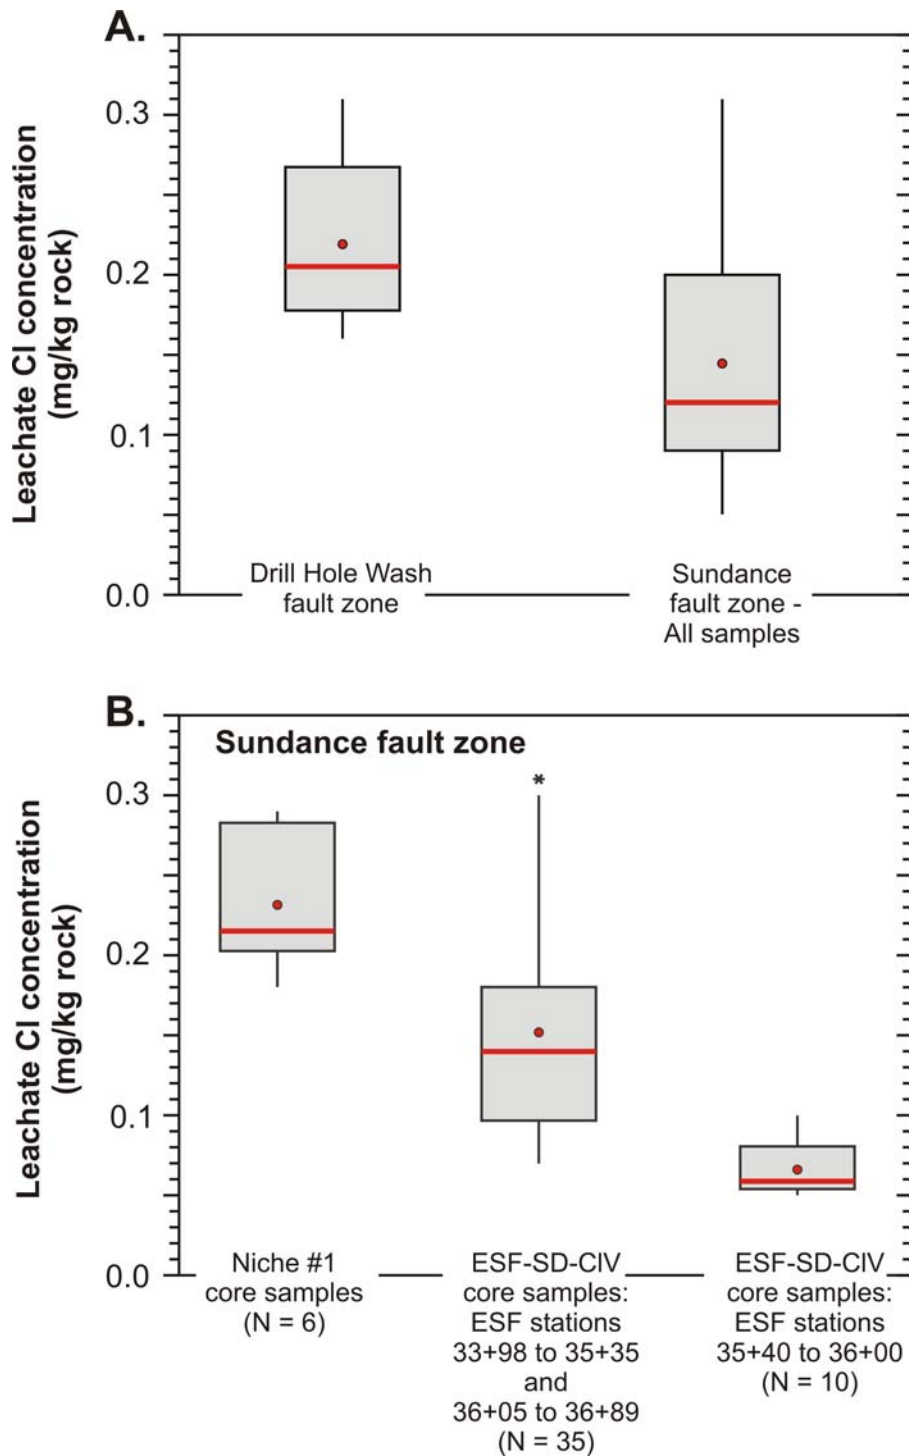 A.
Leachate Cl concentration
(mg/kg rock)
0.3
0.2
0.1
0.0
Drill Hole Wash
fault zone
Sundance
fault zone -
All samples
B.
Sundance fault zone
Leachate Cl concentration
(mg/kg rock)
0.3
0.2
0.1
0.0
*
Niche #1
core samples
(N = 6)
ESF-SD-ClV
core samples:
ESF stations
33+98 to 35+35
and
36+05 to 36+89
(N = 35)
ESF-SD-ClV
core samples:
ESF stations
35+40 to 36+00
(N = 10)